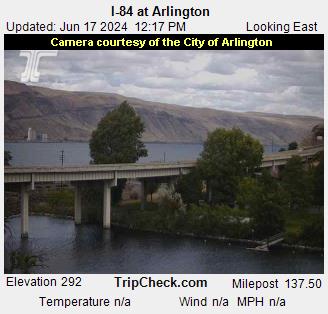 I-84 at Arlington
Updated: Jun 17 2024 12:17 PM Looking East
Camera courtesy of the City of Arlington
Elevation 292 TripCheck.com Milepost 137.50
Temperature n/a Wind n/a MPH n/a